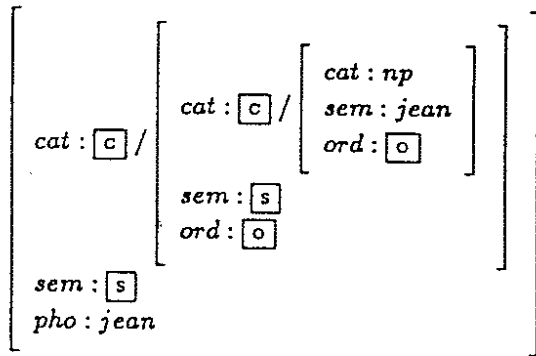 cat : np
cat : c / sem : jean
cat : c / ord : o
sem : s
ord : o
sem : s
pho : jean